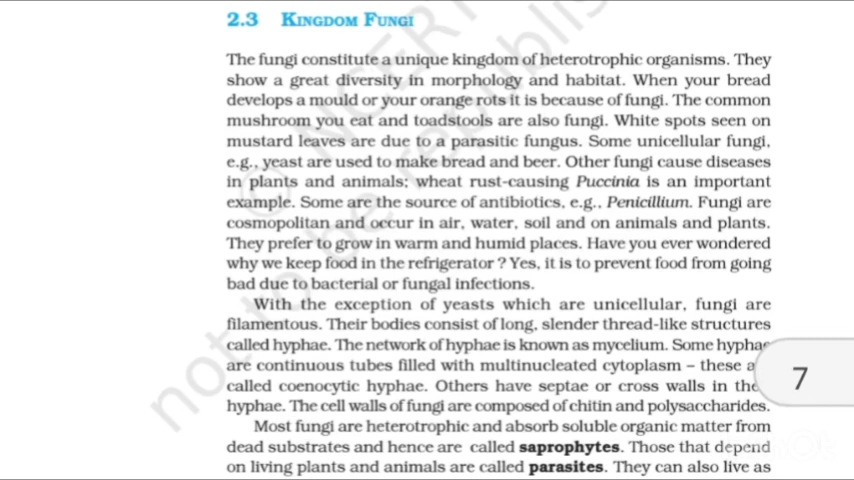 2.3 KINGDOM FUNGI
The fungi constitute a unique kingdom of heterotrophic organisms. They
show a great diversity in morphology and habitat. When your bread
develops a mould or your orange rots it is because of fungi. The common
mushroom you eat and toadstools are also fungi. White spots seen on
mustard leaves are due to a parasitic fungus. Some unicellular fungi,
e.g., yeast are used to make bread and beer. Other fungi cause diseases
in plants and animals; wheat rust-causing Puccinia is an important
example. Some are the source of antibiotics, e.g., Penicillium. Fungi are
cosmopolitan and occur in air, water, soil and on animals and plants.
They prefer to grow in warm and humid places. Have you ever wondered
why we keep food in the refrigerator ? Yes, it is to prevent food from going
bad due to bacterial or fungal infections.
With the exception of yeasts which are unicellular, fungi are
filamentous. Their bodies consist of long, slender thread-like structures
called hyphae. The network of hyphae is known as mycelium. Some hyphae
are continuous tubes filled with multinucleated cytoplasm – these a
called coenocytic hyphae. Others have septae or cross walls in the
hyphae. The cell walls of fungi are composed of chitin and polysaccharides.
Most fungi are heterotrophic and absorb soluble organic matter from
dead substrates and hence are called saprophytes. Those that depend
on living plants and animals are called parasites. They can also live as
7
© NCERT
not to be republish